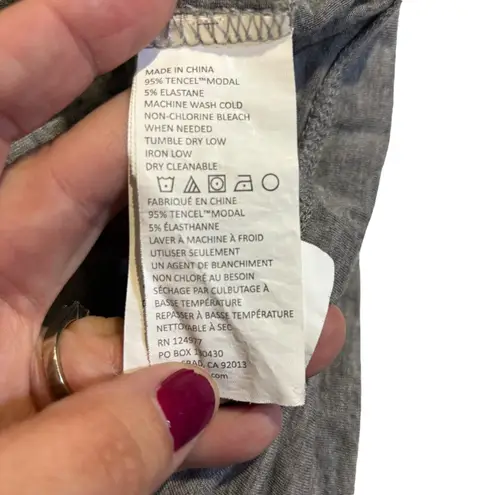 MADE IN CHINA
95% TENCEL™MODAL
5% ELASTANE
MACHINE WASH COLD
NON-CHLORINE BLEACH
WHEN NEEDED
TUMBLE DRY LOW
IRON LOW
DRY CLEANABLE
FABRIQUÉ EN CHINE
95% TENCEL™MODAL
5% ÉLASTHANNE
LAVER À MACHINE À FROID
UTILISER SEULEMENT
UN AGENT DE BLANCHIMENT
NON CHLORÉ AU BESOIN
SÉCHAGE PAR CULBUTAGE À
BASSE TEMPÉRATURE
REPASSER À BASSE TEMPÉRATURE
NETTOYABLE À SEC
RN 124977
PO BOX 130430
CA 92013
.com